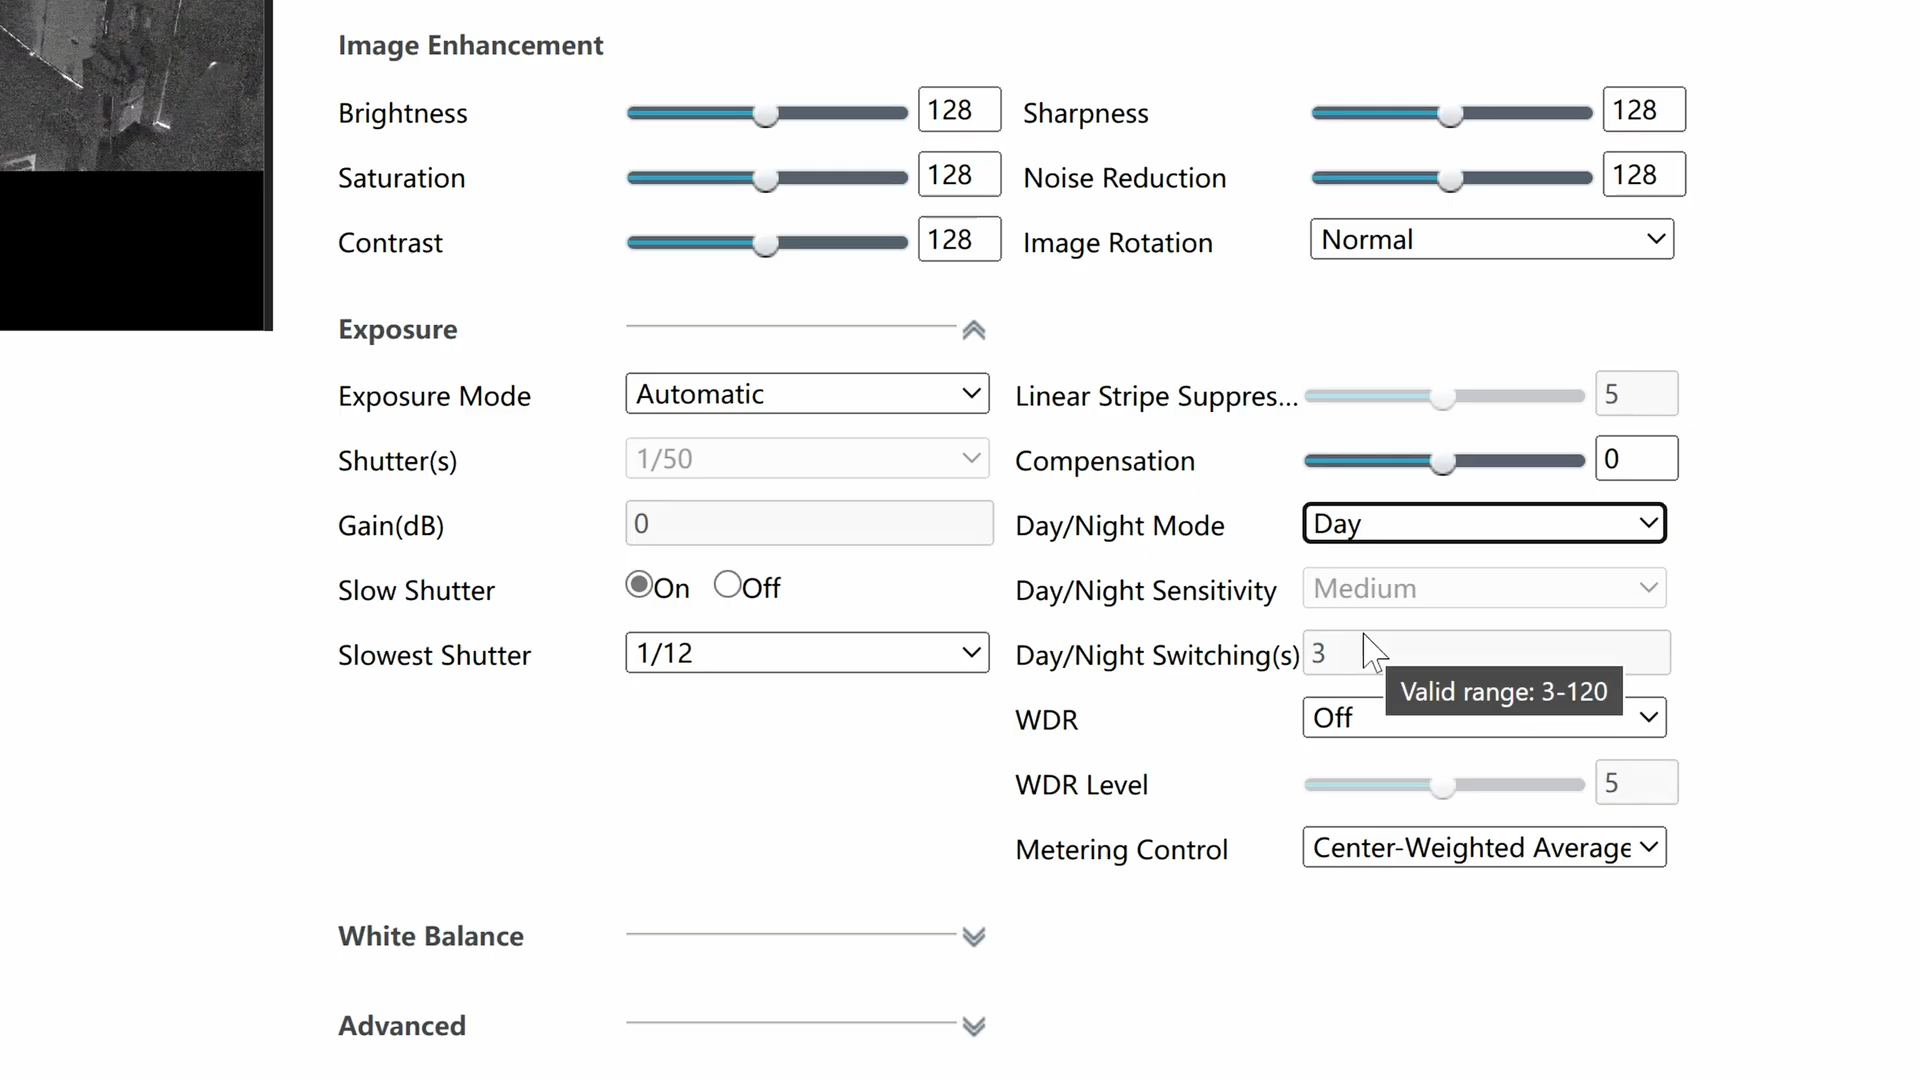 Image Enhancement
Brightness 128 Sharpness 128
Saturation 128 Noise Reduction 128
Contrast 128 Image Rotation Normal
Exposure
Exposure Mode Automatic Linear Stripe Suppres... 5
Shutter(s) 1/50 Compensation 0
Gain(dB) 0 Day/Night Mode Day
Slow Shutter On Off Day/Night Sensitivity Medium
Slowest Shutter 1/12 Day/Night Switching(s) 3
Valid range: 3-120
WDR Off
WDR Level 5
Metering Control Center-Weighted Average
White Balance
Advanced